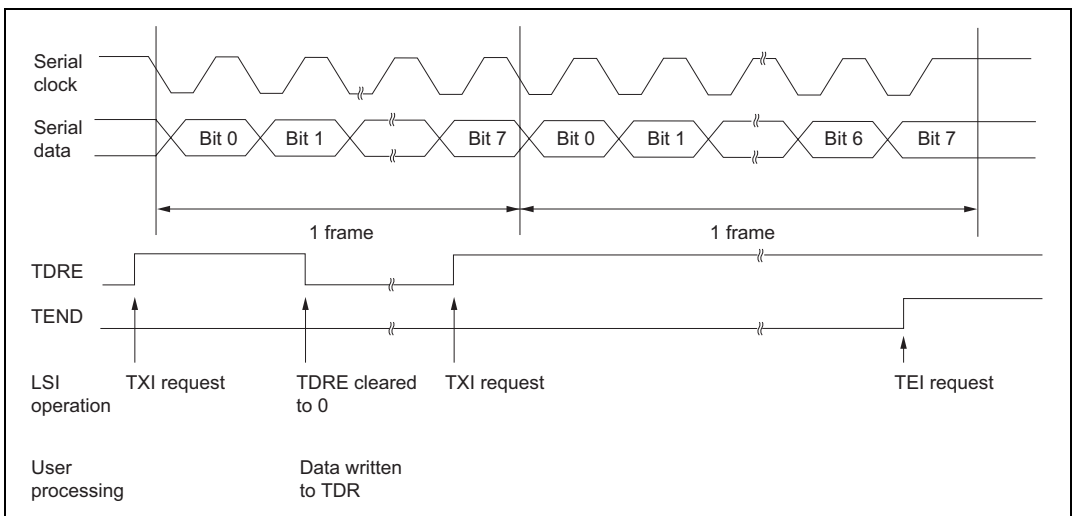 Serial
clock
Serial
data
Bit 0
Bit 1
Bit 7
Bit 0
Bit 1
Bit 6
Bit 7
1 frame
1 frame
TDRE
TEND
LSI
operation
TXI request
TDRE cleared
to 0
TXI request
TEI request
User
processing
Data written
to TDR